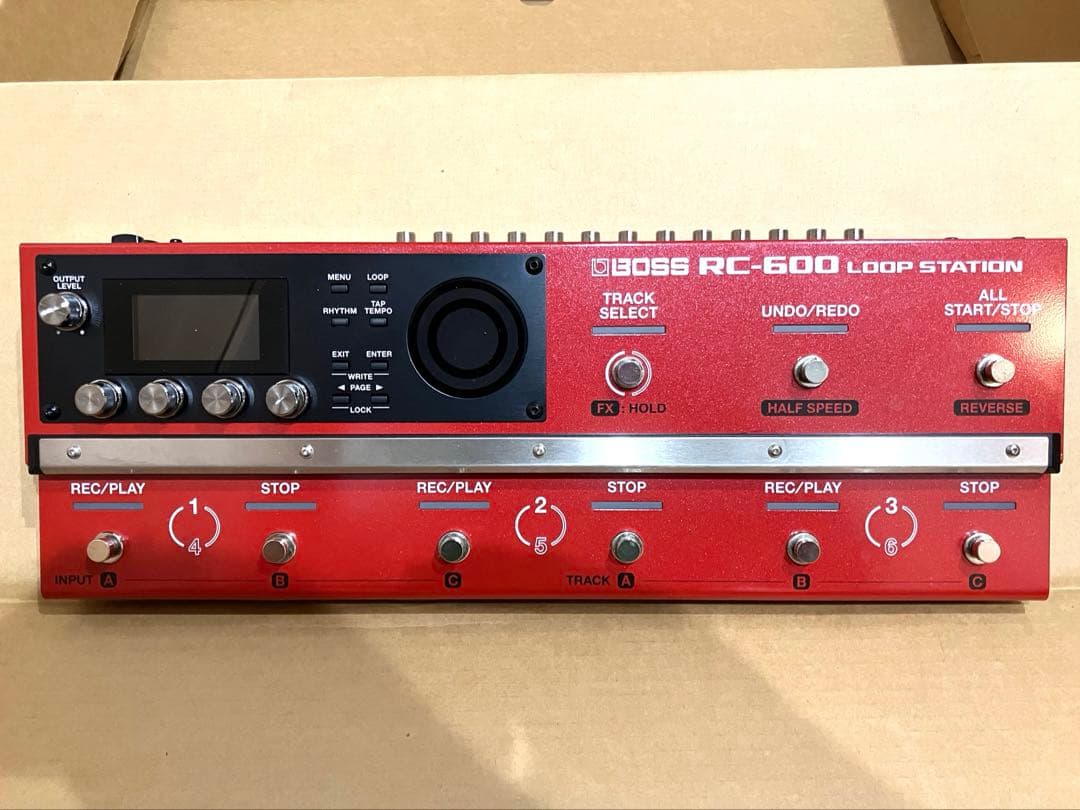 BOSS RC-600 LOOP STATION
OUTPUT
LEVEL
MENU LOOP
RHYTHM TAP
TEMPO
EXIT ENTER
WRITE
◀ PAGE ▶
LOCK
TRACK
SELECT
FX : HOLD
UNDO/REDO
HALF SPEED
ALL
START/STOP
REVERSE
REC/PLAY 1 STOP REC/PLAY 2 STOP REC/PLAY 3 STOP
4 5 6
INPUT A B C TRACK A B C